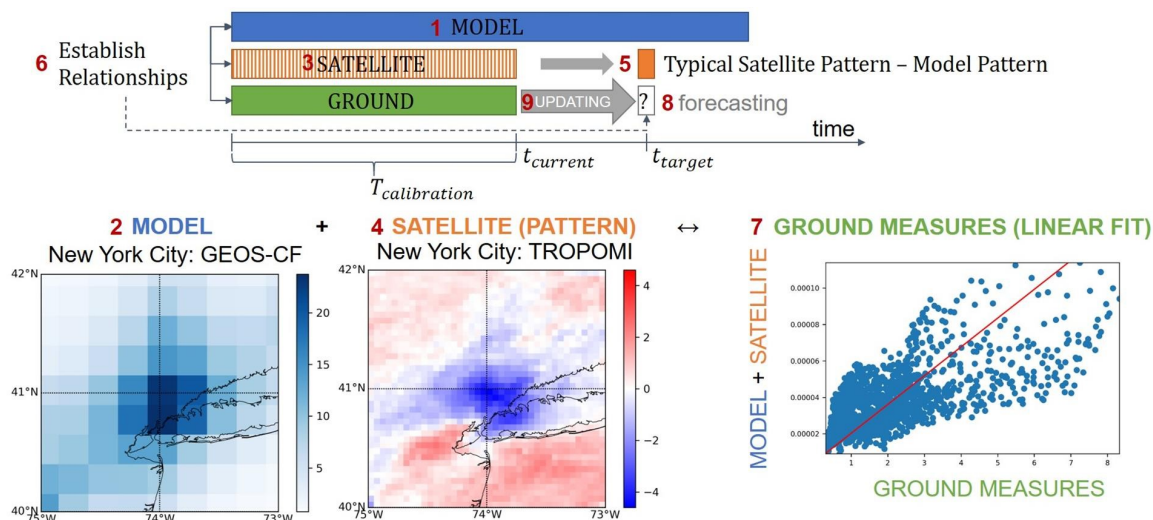 1 MODEL
6 Establish
Relationships
3 SATELLITE
5 Typical Satellite Pattern – Model Pattern
GROUND
9 UPDATING
? 8 forecasting
time
t_current
t_target
T_calibration
2 MODEL + 4 SATELLITE (PATTERN) ↔ 7 GROUND MEASURES (LINEAR FIT)
New York City: GEOS-CF
New York City: TROPOMI
42°N
41°N
40°N
75°W
74°W
73°W
20
15
10
5
42°N
41°N
40°N
75°W
74°W
73°W
4
2
0
−2
−4
MODEL + SATELLITE
0.00010
0.00008
0.00006
0.00004
0.00002
1 2 3 4 5 6 7 8
GROUND MEASURES